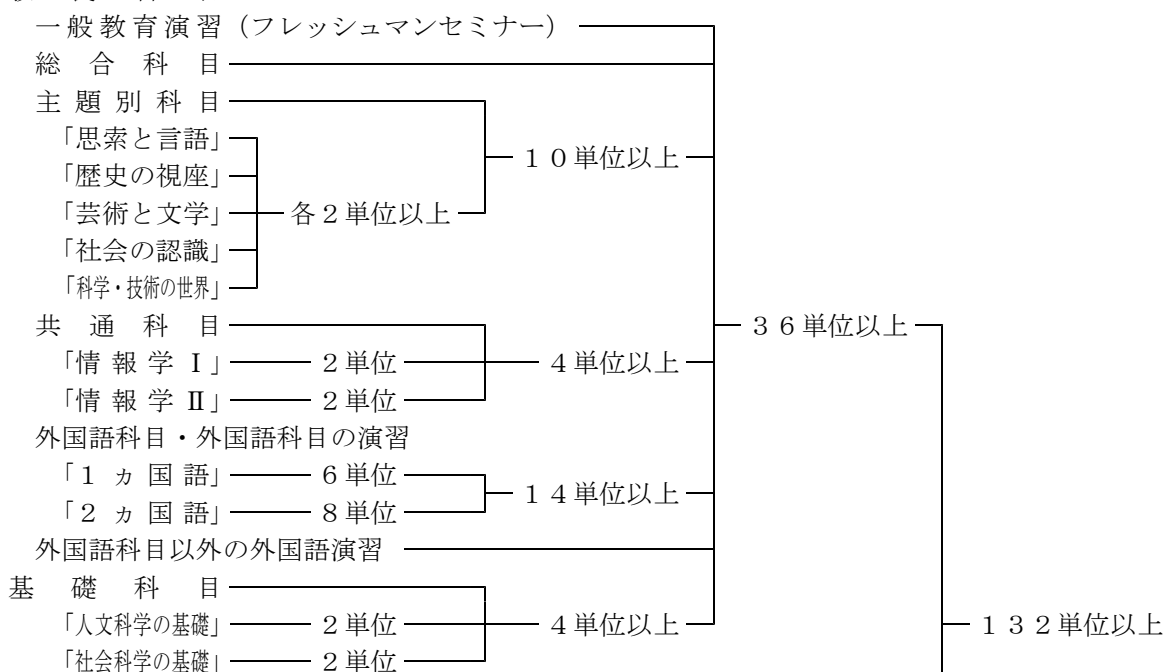 一般教育演習（フレッシュマンセミナー）
総合科目
主題別科目
「思索と言語」
１０単位以上
「歴史の視座」
「芸術と文学」 各２単位以上
「社会の認識」
「科学・技術の世界」
共通科目 ３６単位以上
「情報学Ⅰ」 ２単位 ４単位以上
「情報学Ⅱ」 ２単位
外国語科目・外国語科目の演習
「１ヵ国語」 ６単位
１４単位以上
「２ヵ国語」 ８単位
外国語科目以外の外国語演習
基礎科目
「人文科学の基礎」 ２単位 ４単位以上 １３２単位以上
「社会科学の基礎」 ２単位